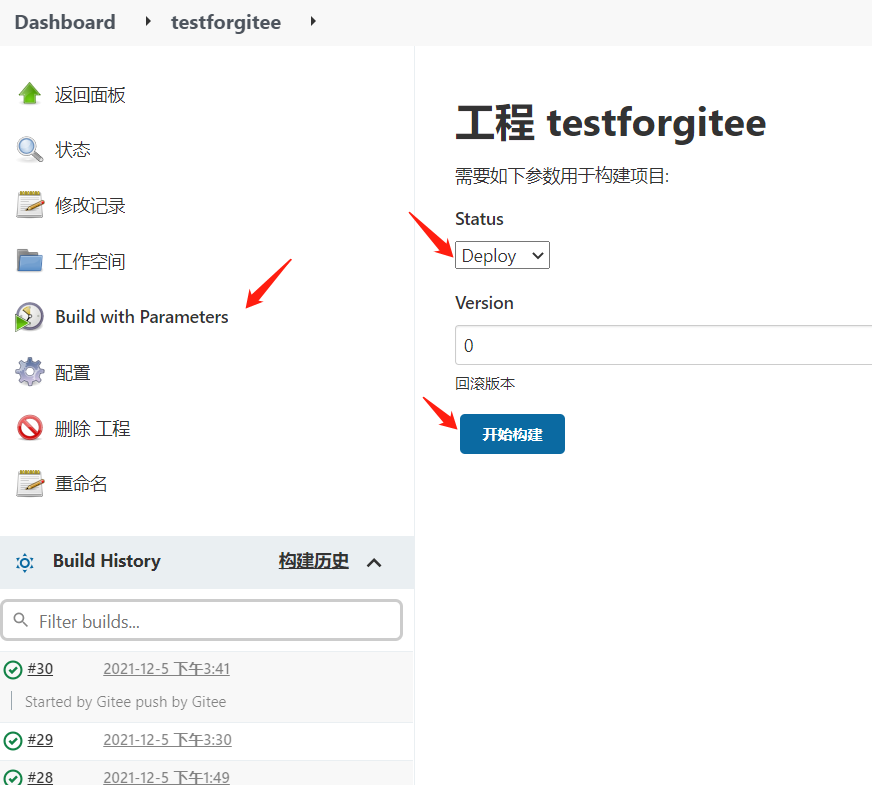 Dashboard testforgitee
返回面板
状态
修改记录
工作空间
Build with Parameters
配置
删除 工程
重命名
Build History 构建历史
Filter builds...
#30 2021-12-5 下午3:41
Started by Gitee push by Gitee
#29 2021-12-5 下午3:30
#28 2021-12-5 下午1:49
工程 testforgitee
需要如下参数用于构建项目:
Status
Deploy
Version
0
回滚版本
开始构建